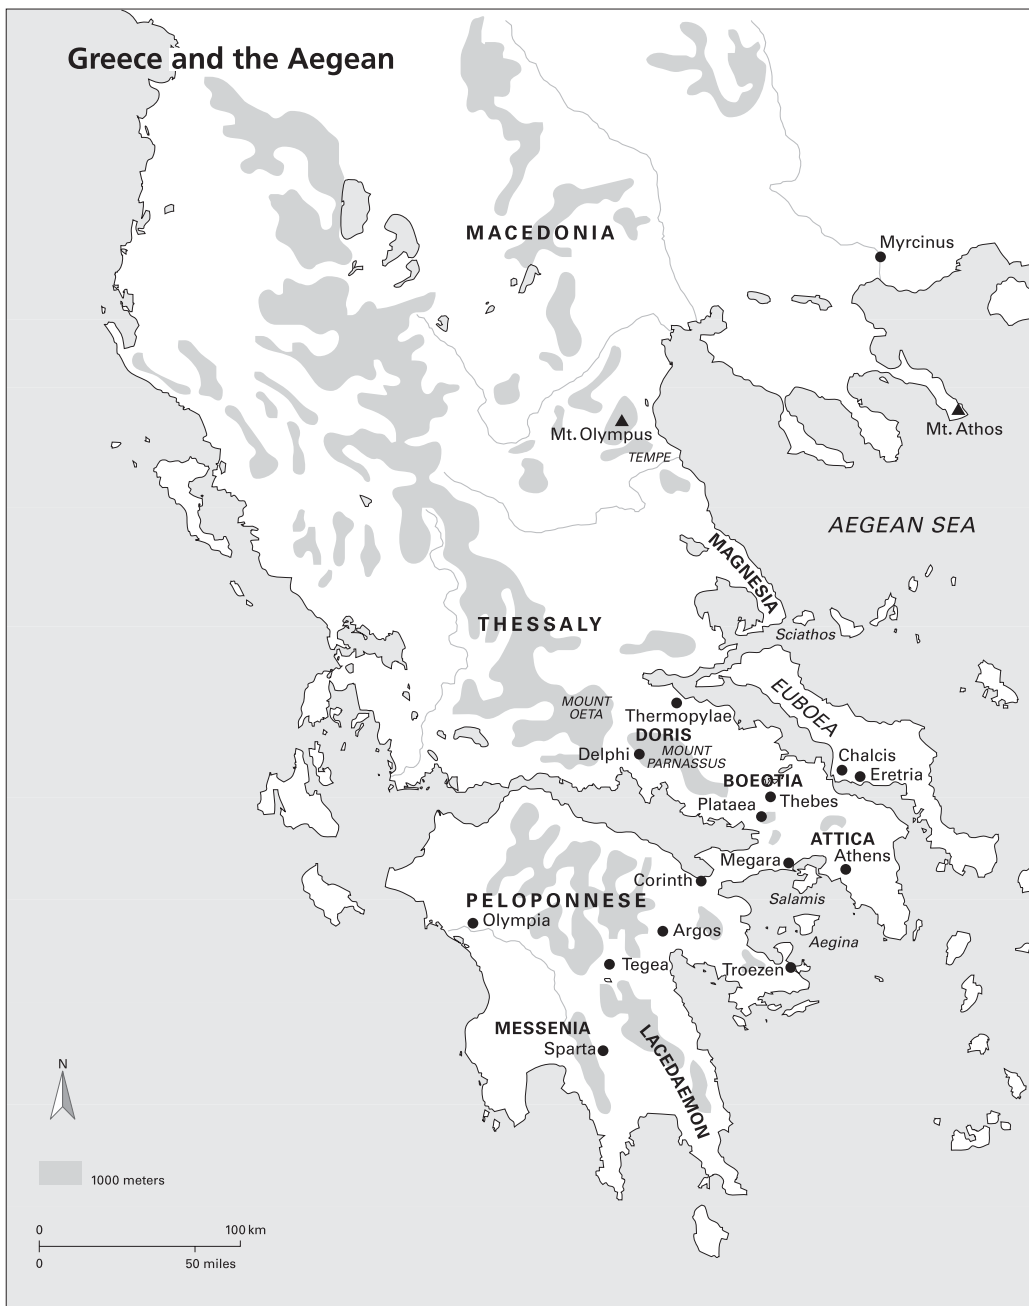 Greece and the Aegean
MACEDONIA
Myrcinus
Mt. Olympus
TEMPE
Mt. Athos
AEGEAN SEA
MAGNESIA
THESSALY
Sciathos
MOUNT
OETA
Thermopylae
EUBOEA
DORIS
Delphi
MOUNT
PARNASSUS
Chalcis
Eretria
BOEOTIA
Plataea
Thebes
ATTICA
Athens
Megara
Corinth
Salamis
PELOPONNESE
Olympia
Argos
Aegina
Tegea
Troezen
MESSENIA
Sparta
LACEDAEMON
N
1000 meters
0
100 km
0
50 miles